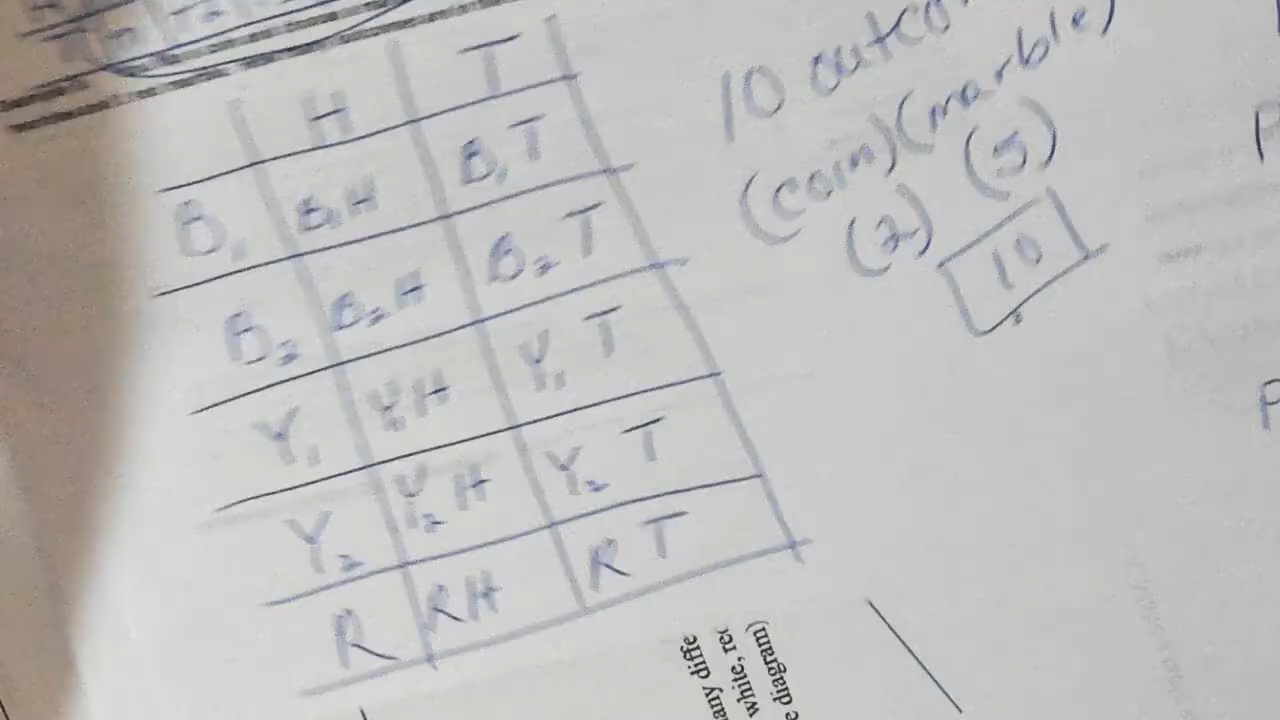 H T
B₁ B₁H B₁T
B₂ B₂H B₂T
Y₁ Y₁H Y₁T
Y₂ Y₂H Y₂T
R RH RT
10 outco
(coin)(marble)
(2) (5)
10
any diffe
white, red
e diagram)